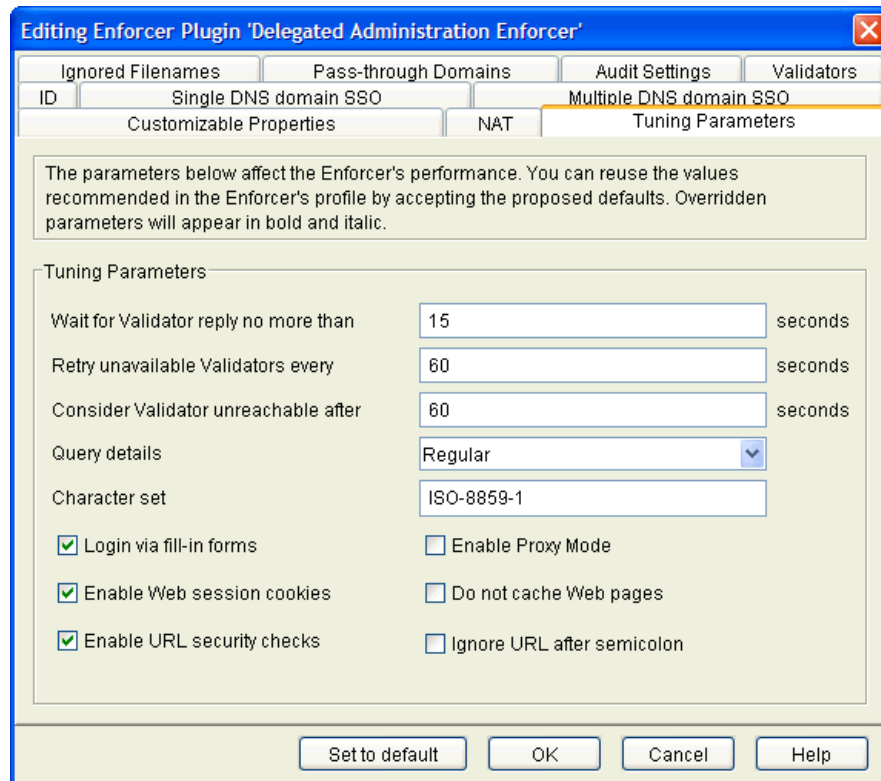 Editing Enforcer Plugin 'Delegated Administration Enforcer'
Ignored Filenames
Pass-through Domains
Audit Settings
Validators
ID
Single DNS domain SSO
Multiple DNS domain SSO
Customizable Properties
NAT
Tuning Parameters
The parameters below affect the Enforcer's performance. You can reuse the values
recommended in the Enforcer's profile by accepting the proposed defaults. Overridden
parameters will appear in bold and italic.
Tuning Parameters
Wait for Validator reply no more than 15 seconds
Retry unavailable Validators every 60 seconds
Consider Validator unreachable after 60 seconds
Query details Regular
Character set ISO-8859-1
Login via fill-in forms
Enable Proxy Mode
Enable Web session cookies
Do not cache Web pages
Enable URL security checks
Ignore URL after semicolon
Set to default
OK
Cancel
Help